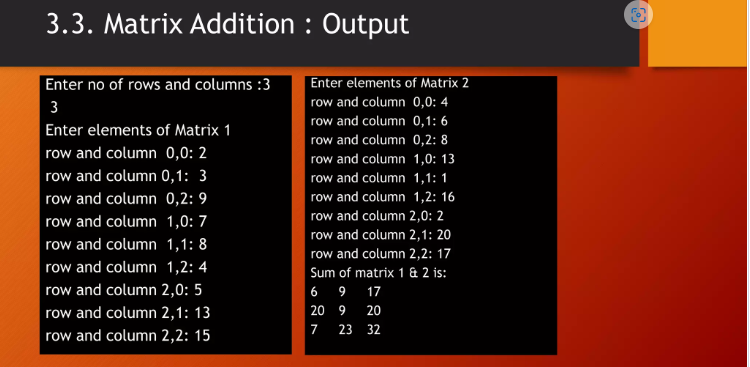 3.3. Matrix Addition : Output
Enter no of rows and columns :3
3
Enter elements of Matrix 1
row and column 0,0: 2
row and column 0,1: 3
row and column 0,2: 9
row and column 1,0: 7
row and column 1,1: 8
row and column 1,2: 4
row and column 2,0: 5
row and column 2,1: 13
row and column 2,2: 15
Enter elements of Matrix 2
row and column 0,0: 4
row and column 0,1: 6
row and column 0,2: 8
row and column 1,0: 13
row and column 1,1: 1
row and column 1,2: 16
row and column 2,0: 2
row and column 2,1: 20
row and column 2,2: 17
Sum of matrix 1 & 2 is:
6 9 17
20 9 20
7 23 32